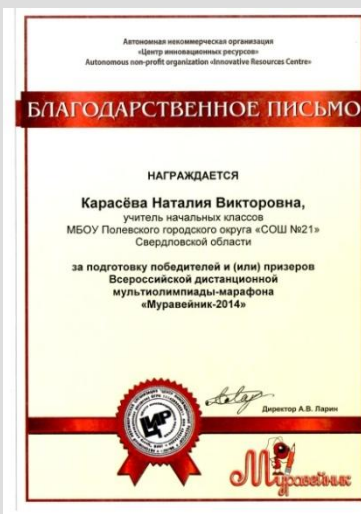 Автономная некоммерческая организация
«Центр инновационных ресурсов»
Autonomous non-profit organization «Innovative Resources Centre»
БЛАГОДАРСТВЕННОЕ ПИСЬМО
НАГРАЖДАЕТСЯ
Карасёва Наталия Викторовна,
учитель начальных классов
МБОУ Полевского городского округа «СОШ №21»
Свердловской области
за подготовку победителей и (или) призеров
Всероссийской дистанционной
мультиолимпиады-марафона
«Муравейник-2014»
ЦИР
Директор А.В. Ларин
Муравейник